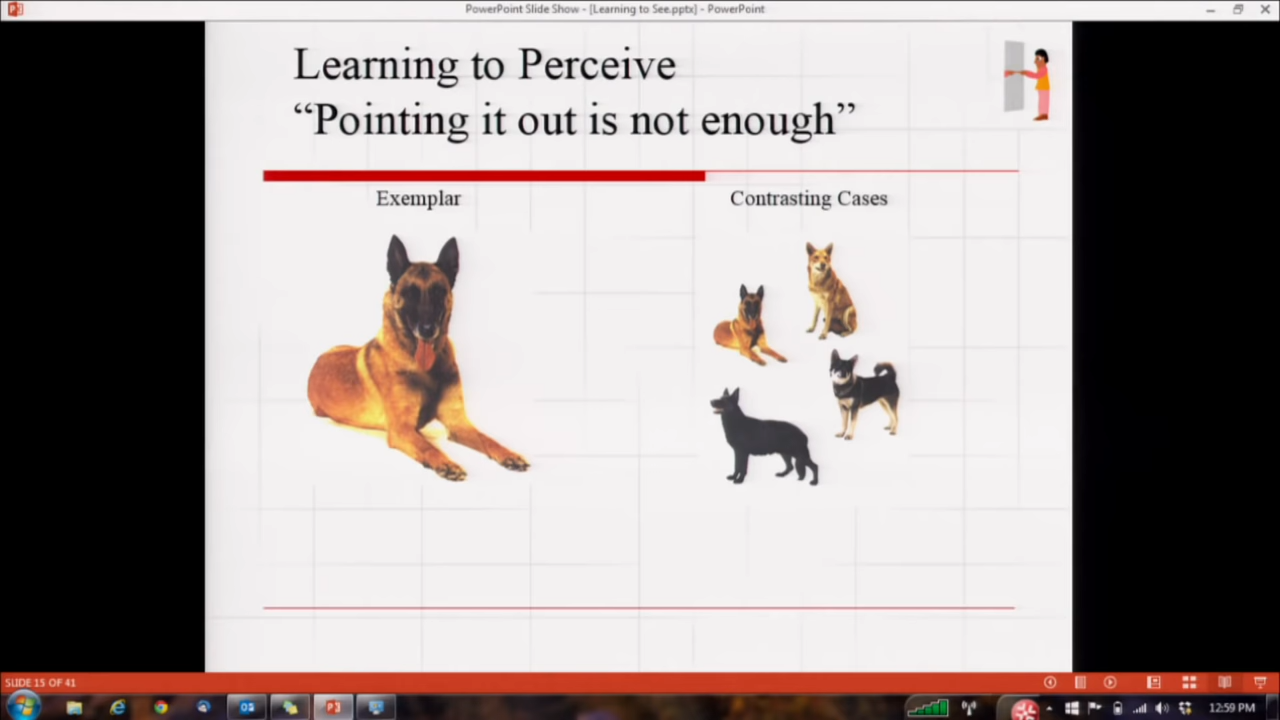 PowerPoint Slide Show - [Learning to See.pptx] - PowerPoint
Learning to Perceive
“Pointing it out is not enough”
Exemplar
Contrasting Cases
SLIDE 15 OF 41
12:59 PM